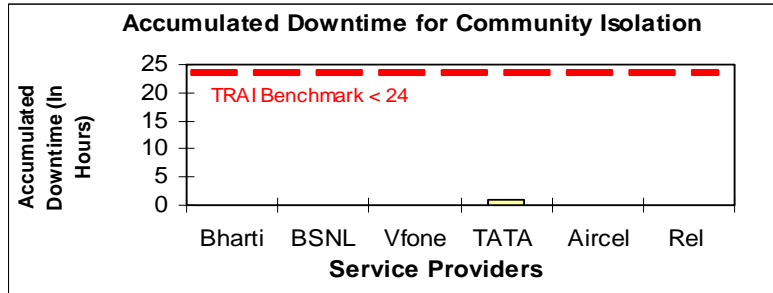 Accumulated Downtime for Community Isolation
Accumulated
Downtime (In
Hours)
25
20
15
10
5
0
TRAI Benchmark < 24
Bharti BSNL Vfone TATA Aircel Rel
Service Providers